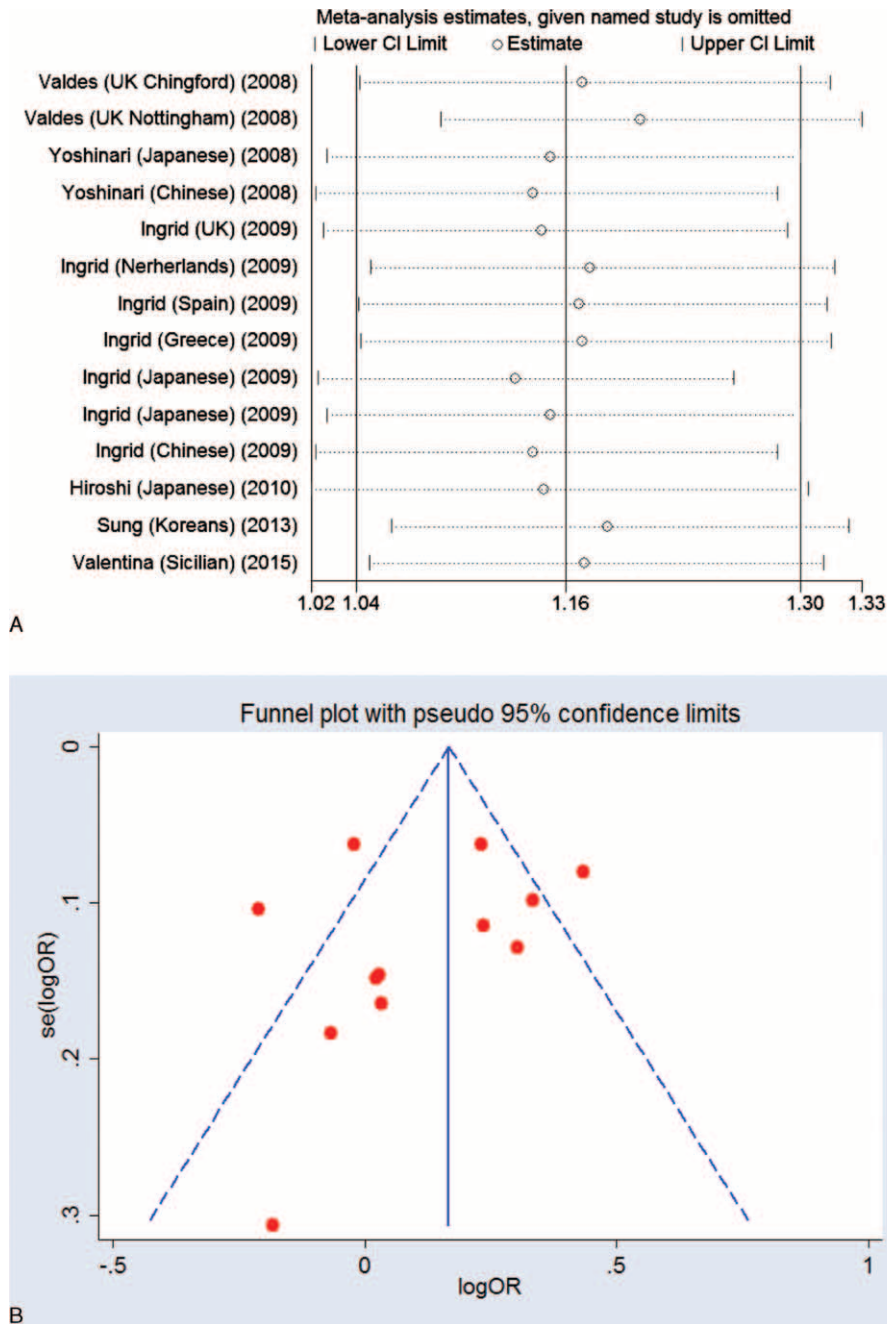 Meta-analysis estimates, given named study is omitted
Lower CI Limit Estimate Upper CI Limit
Valdes (UK Chingford) (2008)
Valdes (UK Nottingham) (2008)
Yoshinari (Japanese) (2008)
Yoshinari (Chinese) (2008)
Ingrid (UK) (2009)
Ingrid (Nerherlands) (2009)
Ingrid (Spain) (2009)
Ingrid (Greece) (2009)
Ingrid (Japanese) (2009)
Ingrid (Japanese) (2009)
Ingrid (Chinese) (2009)
Hiroshi (Japanese) (2010)
Sung (Koreans) (2013)
Valentina (Sicilian) (2015)
1.02 1.04 1.16 1.30 1.33
A
Funnel plot with pseudo 95% confidence limits
0
.1
.2
.3
se(logOR)
-.5 0 .5 1
logOR
B